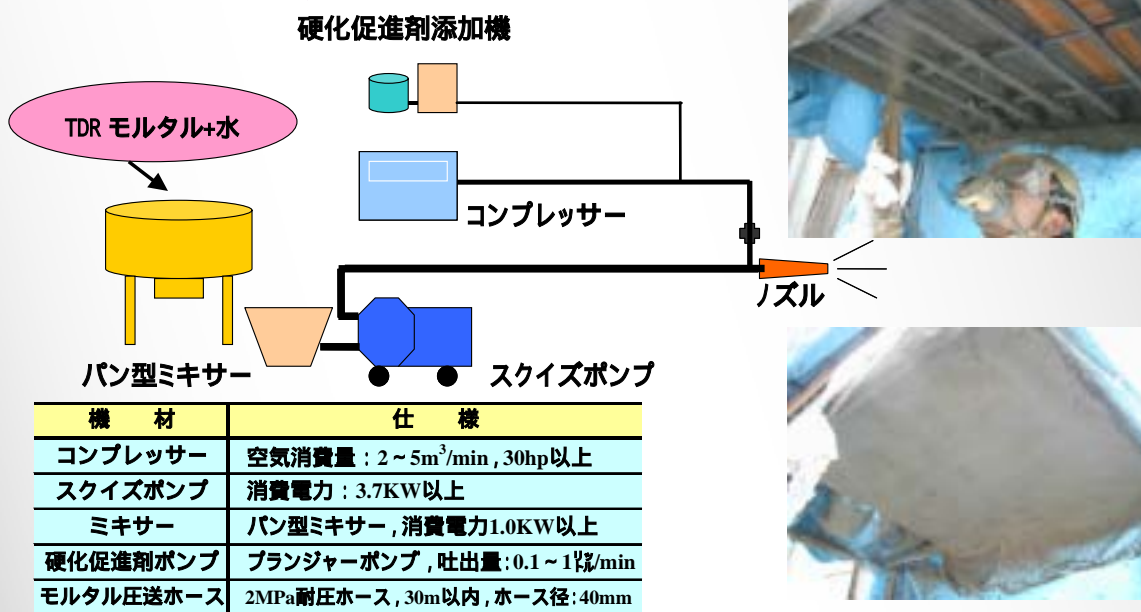 硬化促進剤添加機
TDR モルタル+水
コンプレッサー
ノズル
パン型ミキサー
スクイズポンプ
機 材 仕 様
コンプレッサー 空気消費量：2～5m³/min , 30hp以上
スクイズポンプ 消費電力：3.7KW以上
ミキサー パン型ミキサー , 消費電力1.0KW以上
硬化促進剤ポンプ プランジャーポンプ , 吐出量：0.1～1㍑/min
モルタル圧送ホース 2MPa耐圧ホース , 30m以内 , ホース径：40mm